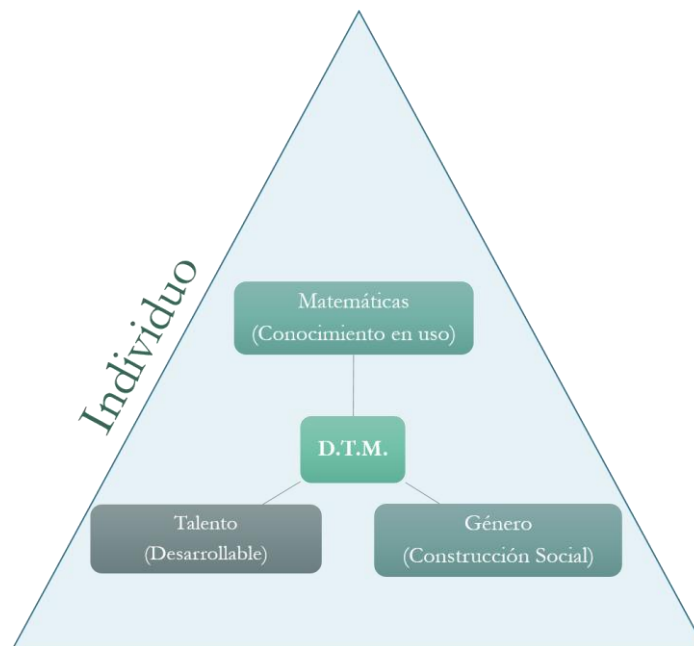 Individuo
Matemáticas
(Conocimiento en uso)
D.T.M.
Talento
(Desarrollable)
Género
(Construcción Social)